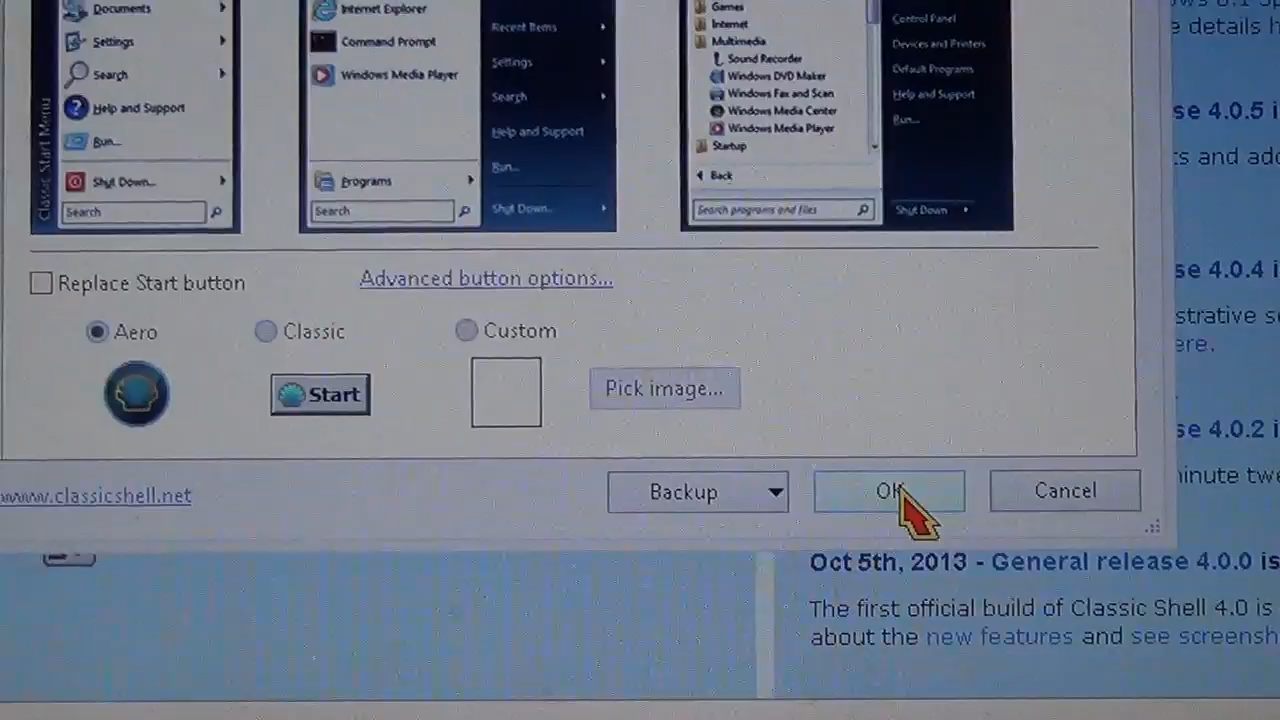 Documents
Settings
Search
Help and Support
Run...
Shut Down...
Search
Classic Start Menu
Internet Explorer
Command Prompt
Windows Media Player
Programs
Search
Recent Items
Settings
Search
Help and Support
Run...
Shut Down...
Games
Internet
Multimedia
Sound Recorder
Windows DVD Maker
Windows Fax and Scan
Windows Media Center
Windows Media Player
Startup
Back
Search programs and files
Control Panel
Devices and Printers
Default Programs
Help and Support
Run...
Shut Down
Replace Start button
Advanced button options...
Aero
Classic
Custom
Start
Pick image...
www.classicshell.net
Backup
OK
Cancel
details h
se 4.0.5 i
ts and add
se 4.0.4 i
strative se
ere.
se 4.0.2 i
minute twe
Oct 5th, 2013 - General release 4.0.0 is
The first official build of Classic Shell 4.0 is
about the new features and see screensh